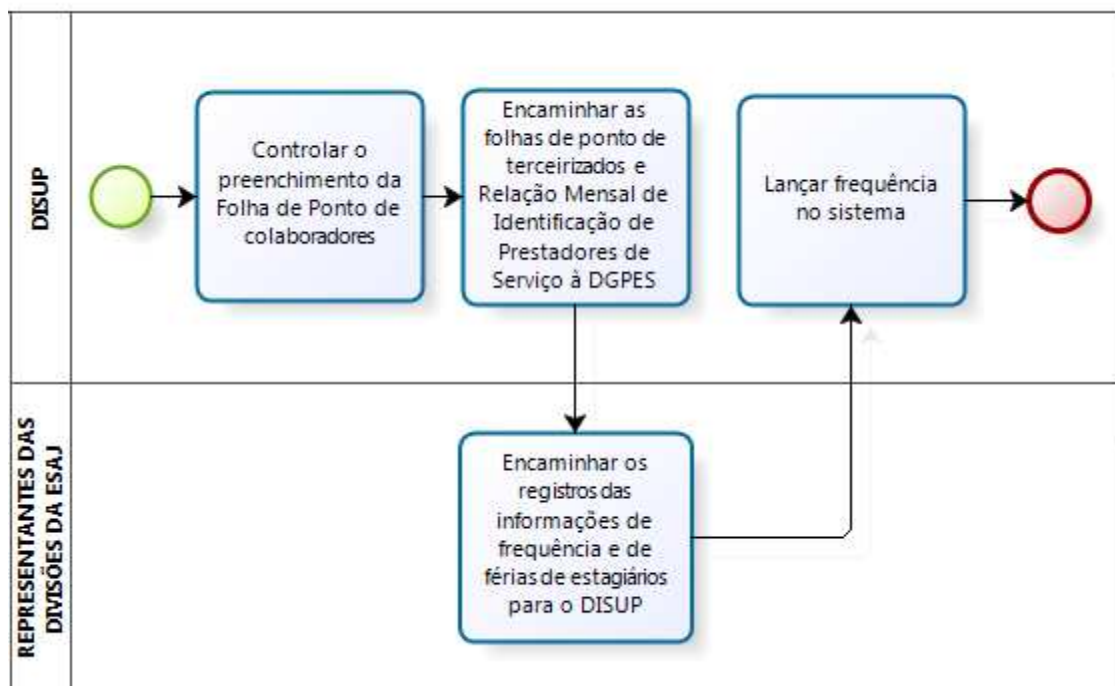 DISUP
Controlar o
preenchimento da
Folha de Ponto de
colaboradores
Encaminhar as
folhas de ponto de
terceirizados e
Relação Mensal de
Identificação de
Prestadores de
Serviço à DGPES
Lançar frequência
no sistema
REPRESENTANTES DAS
DIVISÕES DA ESAJ
Encaminhar os
registros das
informações de
frequência e de
férias de estagiários
para o DISUP